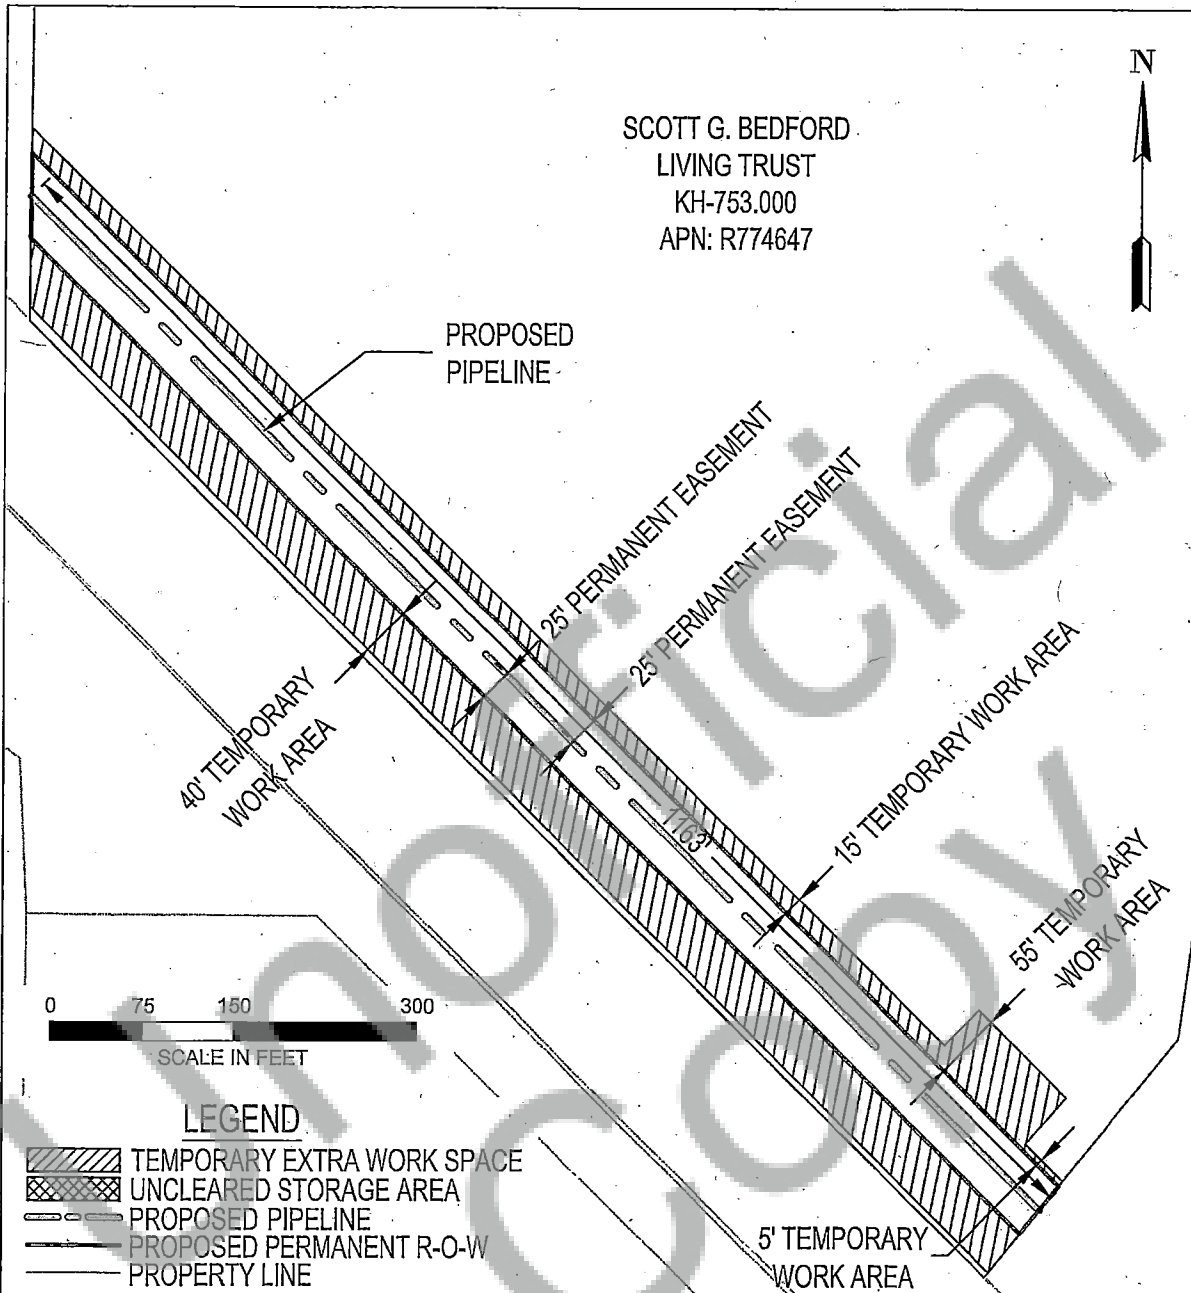 N
SCOTT G. BEDFORD
LIVING TRUST
KH-753.000
APN: R774647
PROPOSED
PIPELINE
25' PERMANENT EASEMENT
25' PERMANENT EASEMENT
40' TEMPORARY
WORK AREA
1163'
15' TEMPORARY WORK AREA
55' TEMPORARY
WORK AREA
0 75 150 300
SCALE IN FEET
LEGEND
TEMPORARY EXTRA WORK SPACE
UNCLEARED STORAGE AREA
PROPOSED PIPELINE
PROPOSED PERMANENT R-O-W
PROPERTY LINE
5' TEMPORARY
WORK AREA
Unofficial
Copy